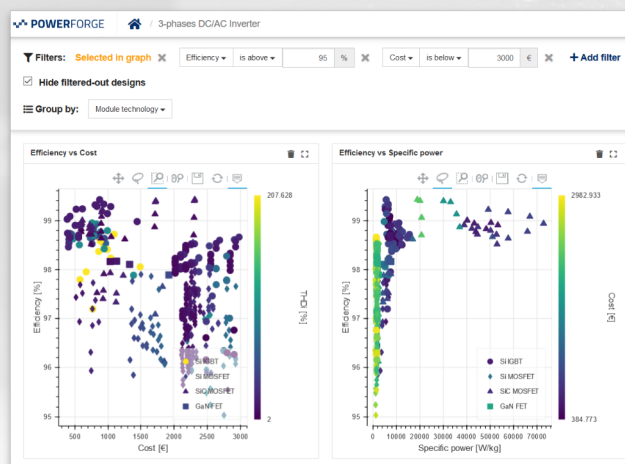 POWERFORGE
/ 3-phases DC/AC Inverter
Filters: Selected in graph Efficiency is above 95 % Cost is below 3000 € + Add filter
Hide filtered-out designs
Group by: Module technology
Efficiency vs Cost
207.628
99
98
97
96
95
Efficiency [%]
THDI [%]
Si IGBT
Si MOSFET
SiC MOSFET
GaN FET
2
500 1000 1500 2000 2500 3000
Cost [€]
Efficiency vs Specific power
2982.933
99
98
97
96
95
Efficiency [%]
Cost [€]
Si IGBT
Si MOSFET
SiC MOSFET
GaN FET
384.773
0 10000 20000 30000 40000 50000 60000 70000
Specific power [W/kg]